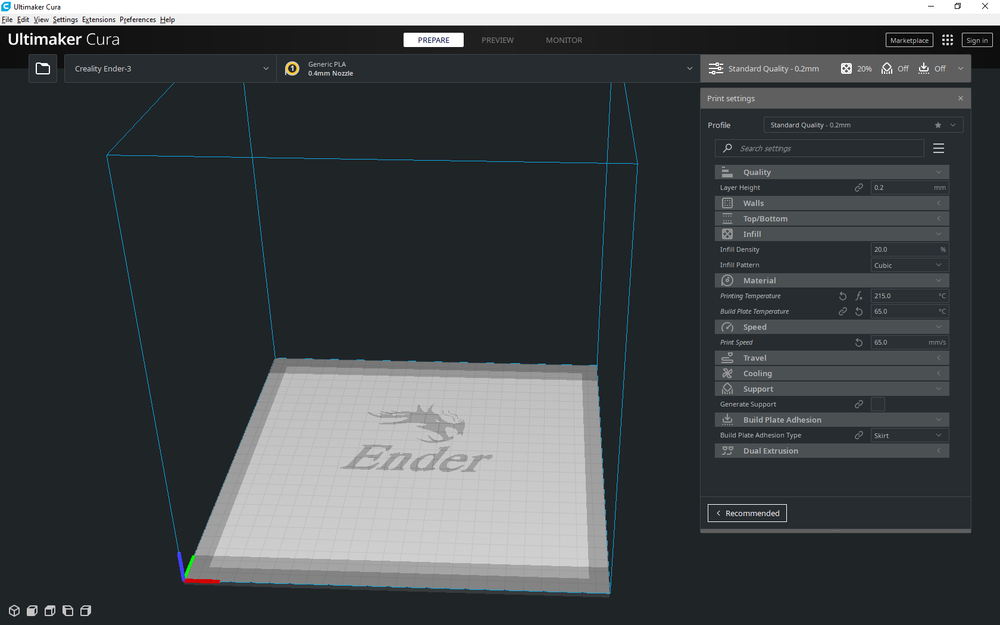 Ultimaker Cura
File Edit View Settings Extensions Preferences Help
Ultimaker Cura
PREPARE PREVIEW MONITOR
Marketplace Sign in
Creality Ender-3
1
Generic PLA
0.4mm Nozzle
Standard Quality - 0.2mm 20% Off Off
Print settings
Profile Standard Quality - 0.2mm
Search settings
Quality
Layer Height 0.2 mm
Walls
Top/Bottom
Infill
Infill Density 20.0 %
Infill Pattern Cubic
Material
Printing Temperature 215.0 °C
Build Plate Temperature 65.0 °C
Speed
Print Speed 65.0 mm/s
Travel
Cooling
Support
Generate Support
Build Plate Adhesion
Build Plate Adhesion Type Skirt
Dual Extrusion
Recommended
Ender